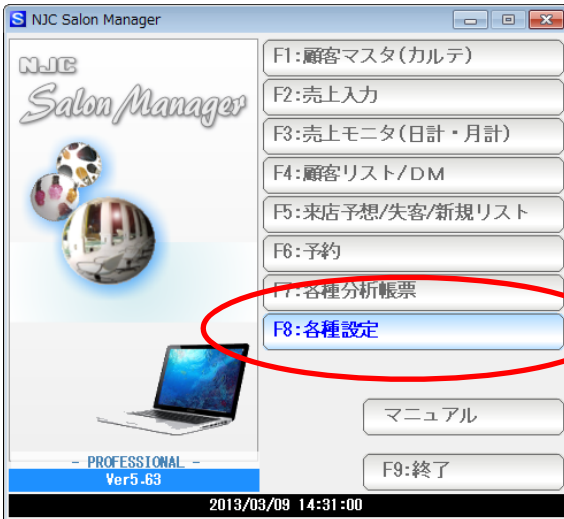 NJC Salon Manager
NJC
Salon Manager
F1:顧客マスタ(カルテ)
F2:売上入力
F3:売上モニタ(日計・月計)
F4:顧客リスト/DM
F5:来店予想/失客/新規リスト
F6:予約
F7:各種分析帳票
F8:各種設定
マニュアル
- PROFESSIONAL -
Ver5.63
F9:終了
2013/03/09 14:31:00